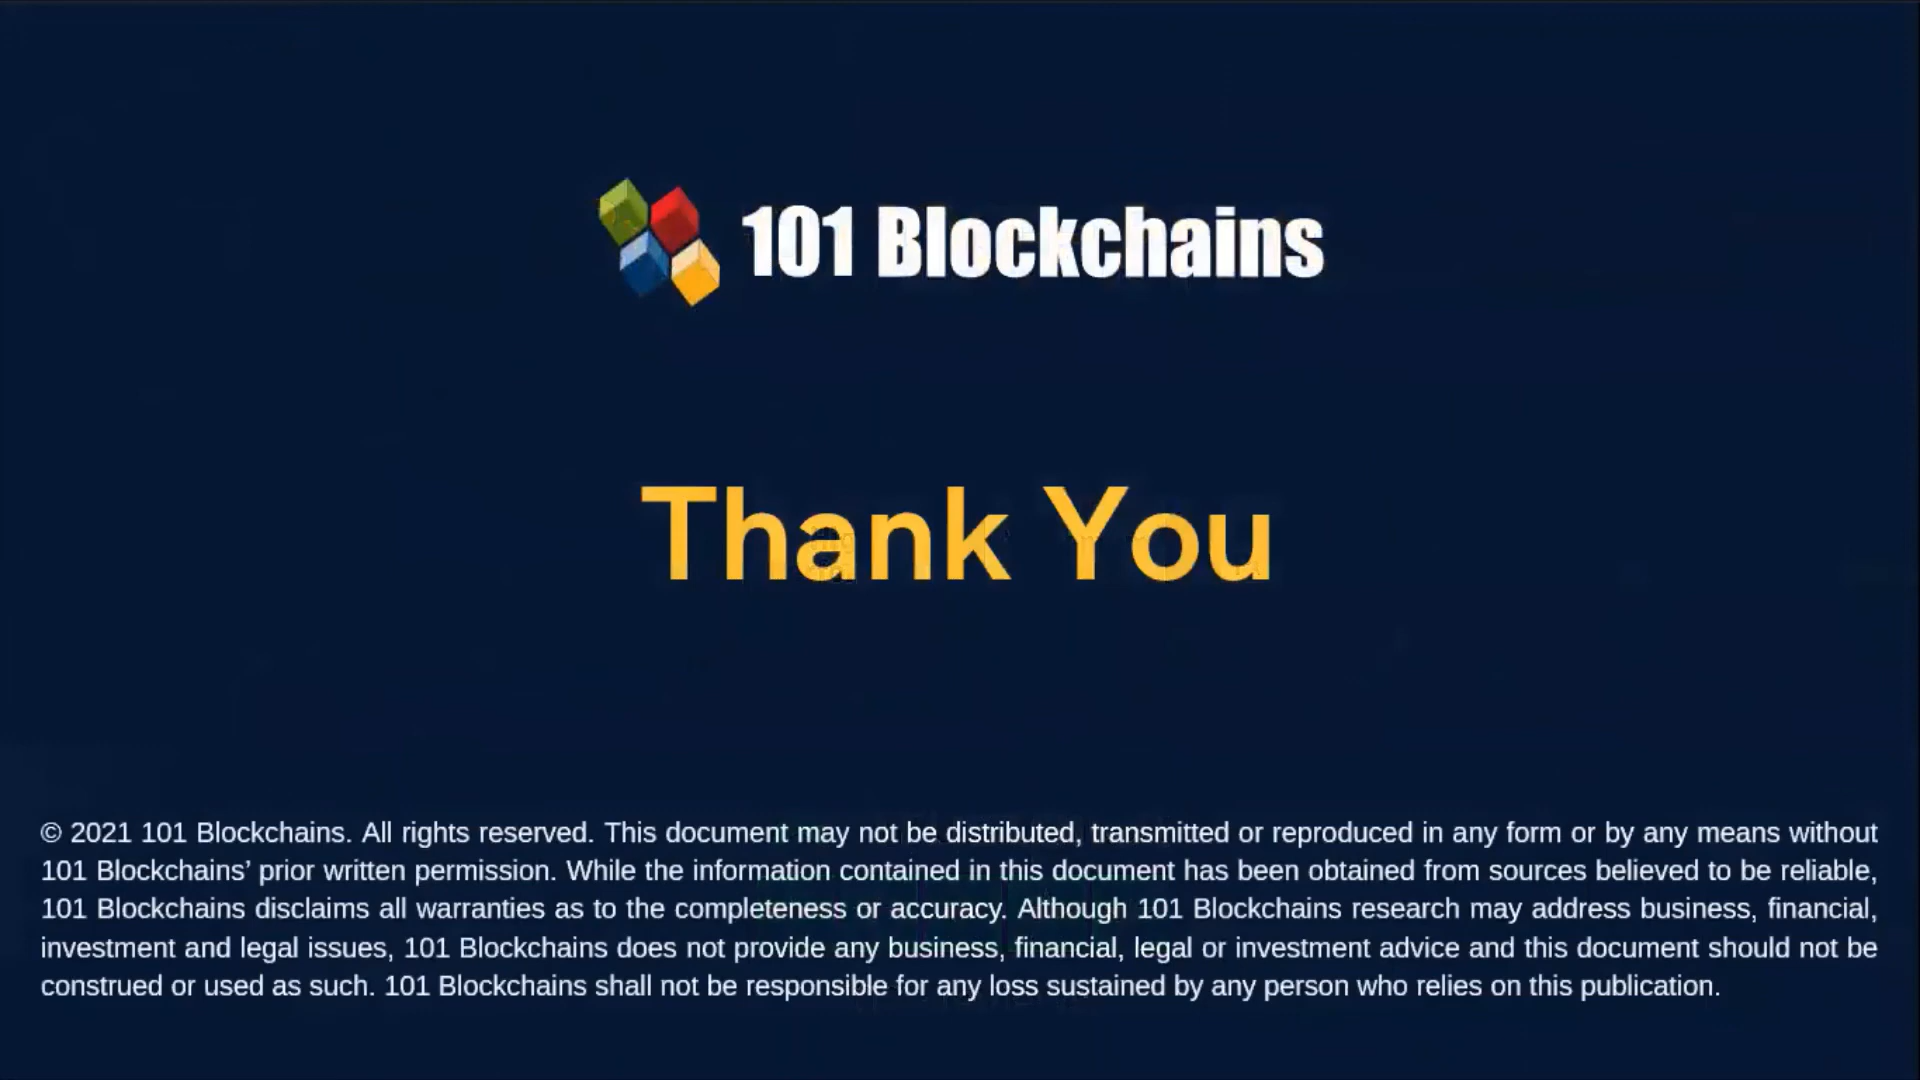 101 Blockchains
Thank You
© 2021 101 Blockchains. All rights reserved. This document may not be distributed, transmitted or reproduced in any form or by any means without
101 Blockchains’ prior written permission. While the information contained in this document has been obtained from sources believed to be reliable,
101 Blockchains disclaims all warranties as to the completeness or accuracy. Although 101 Blockchains research may address business, financial,
investment and legal issues, 101 Blockchains does not provide any business, financial, legal or investment advice and this document should not be
construed or used as such. 101 Blockchains shall not be responsible for any loss sustained by any person who relies on this publication.